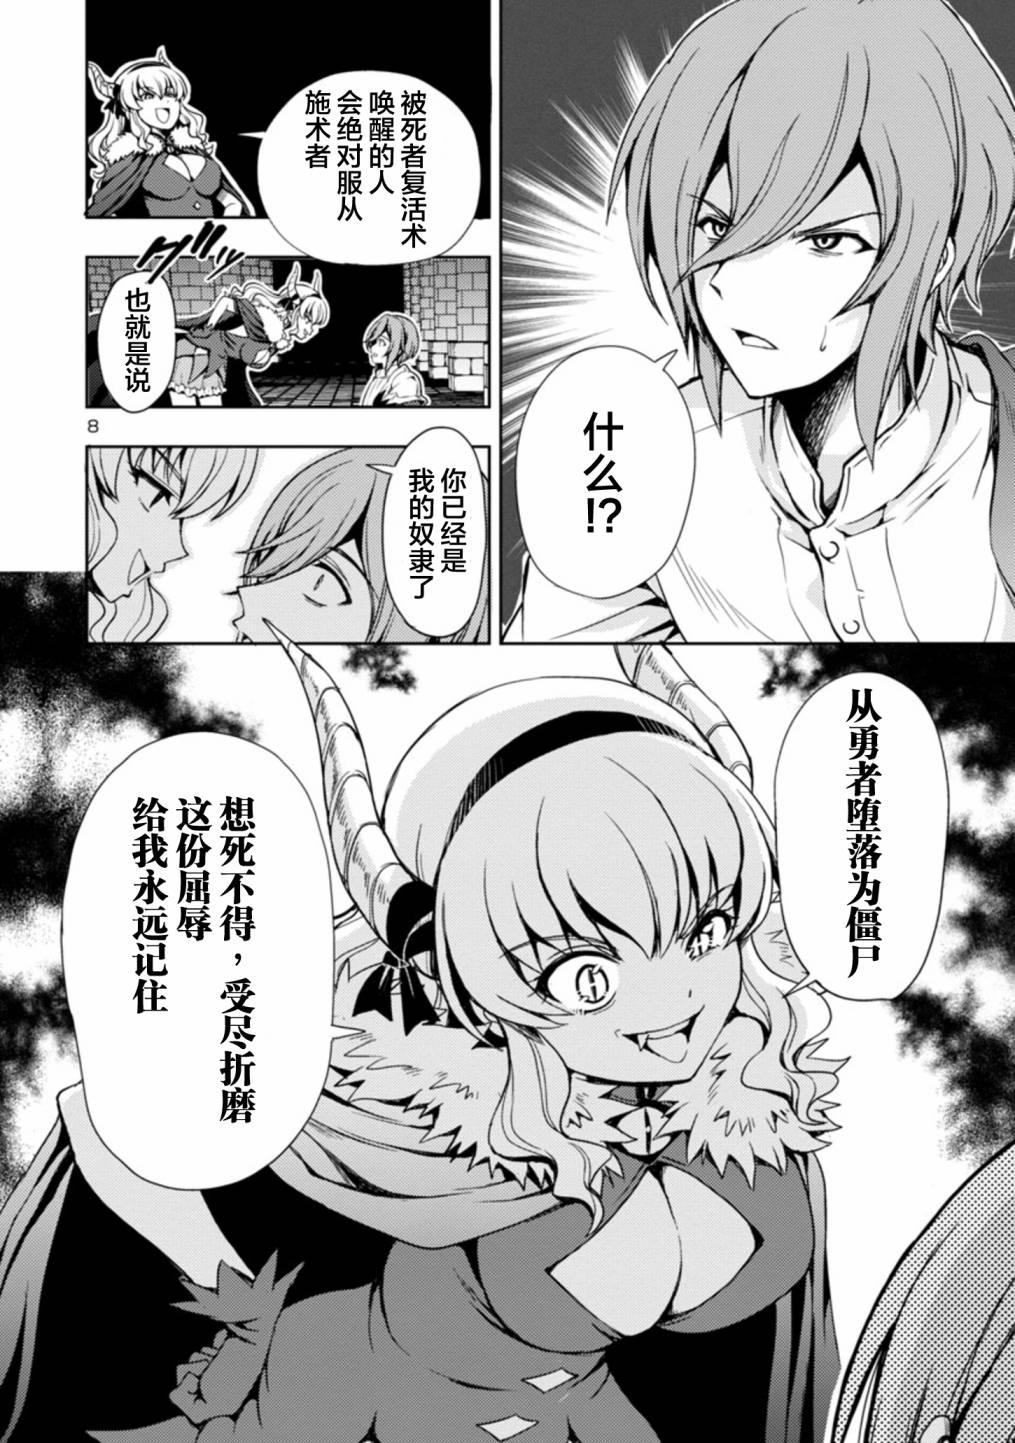 什么!?
被死者复活术
唤醒的人
会绝对服从
施术者
グイッ
也就是说
8
你已经是
我的奴隶了
从勇者堕落为僵尸
想死不得，受尽折磨
这份屈辱
给我永远记住